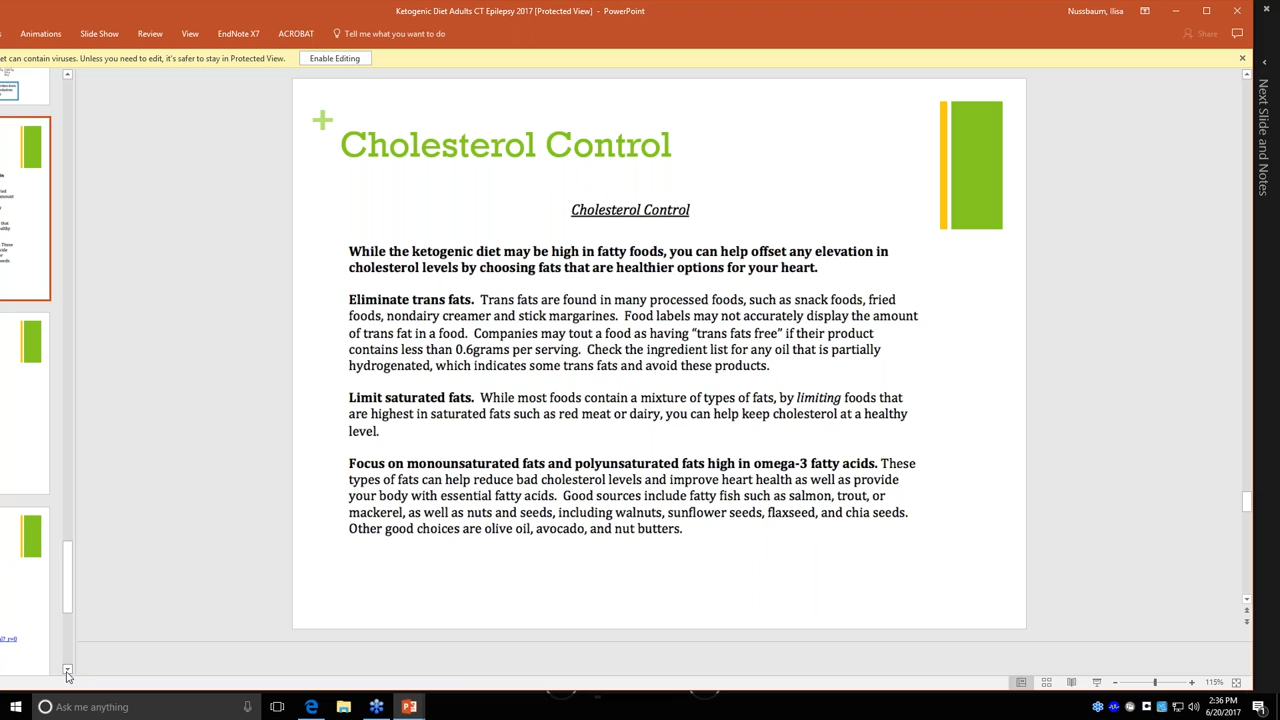 Ketogenic Diet Adults CT Epilepsy 2017 [Protected View] - PowerPoint
Nussbaum, Ilisa
Animations Slide Show Review View EndNote X7 ACROBAT Tell me what you want to do
Share
et can contain viruses. Unless you need to edit, it's safer to stay in Protected View. Enable Editing
Next Slide and Notes
+
Cholesterol Control
Cholesterol Control
While the ketogenic diet may be high in fatty foods, you can help offset any elevation in
cholesterol levels by choosing fats that are healthier options for your heart.
Eliminate trans fats. Trans fats are found in many processed foods, such as snack foods, fried
foods, nondairy creamer and stick margarines. Food labels may not accurately display the amount
of trans fat in a food. Companies may tout a food as having “trans fats free” if their product
contains less than 0.6grams per serving. Check the ingredient list for any oil that is partially
hydrogenated, which indicates some trans fats and avoid these products.
Limit saturated fats. While most foods contain a mixture of types of fats, by limiting foods that
are highest in saturated fats such as red meat or dairy, you can help keep cholesterol at a healthy
level.
Focus on monounsaturated fats and polyunsaturated fats high in omega-3 fatty acids. These
types of fats can help reduce bad cholesterol levels and improve heart health as well as provide
your body with essential fatty acids. Good sources include fatty fish such as salmon, trout, or
mackerel, as well as nuts and seeds, including walnuts, sunflower seeds, flaxseed, and chia seeds.
Other good choices are olive oil, avocado, and nut butters.
115%
Ask me anything
2:36 PM
6/20/2017